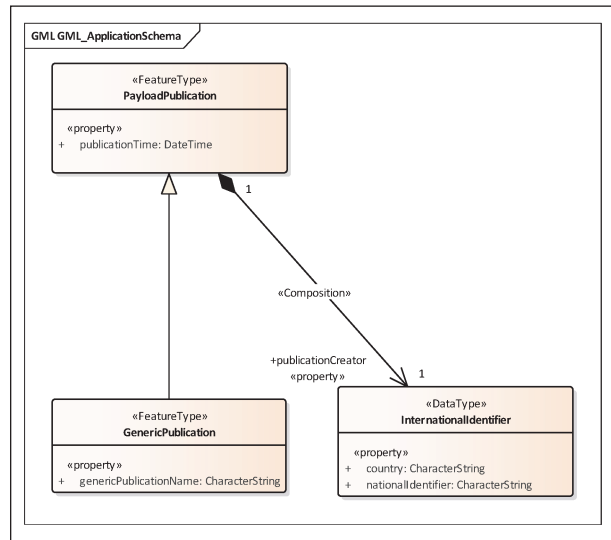 GML GML_ApplicationSchema
«FeatureType»
PayloadPublication
«property»
+ publicationTime: DateTime
1
«Composition»
+publicationCreator
«property»
1
«FeatureType»
GenericPublication
«property»
+ genericPublicationName: CharacterString
«DataType»
InternationalIdentifier
«property»
+ country: CharacterString
+ nationalIdentifier: CharacterString